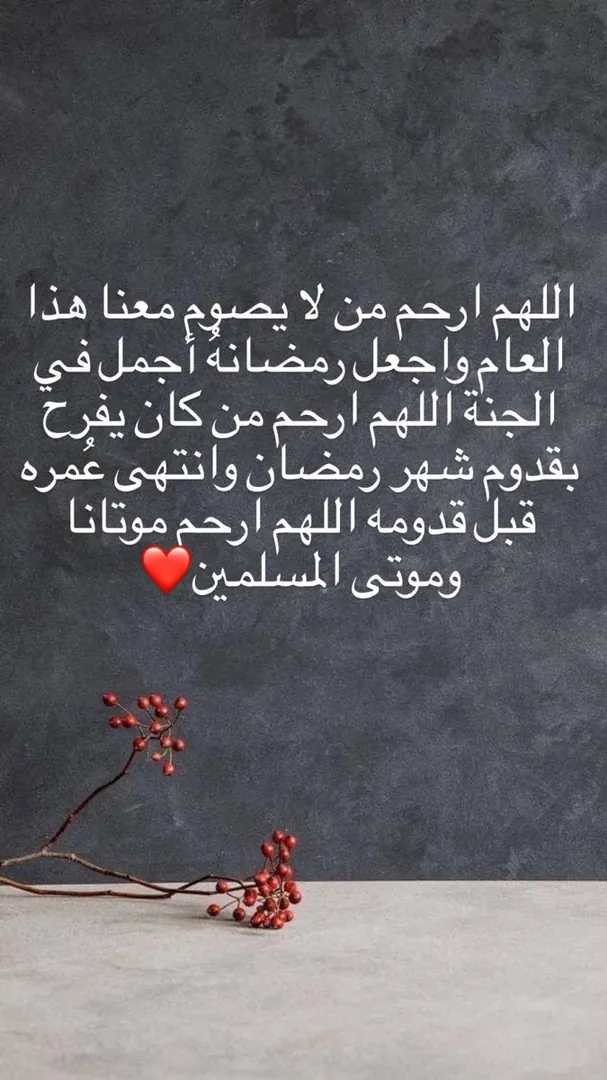 اللهم ارحم من لا يصوم معنا هذا
العام واجعل رمضانهُ أجمل في
الجنة اللهم ارحم من كان يفرح
بقدوم شهر رمضان وانتهى عُمره
قبل قدومه اللهم ارحم موتانا
وموتى المسلمين❤️